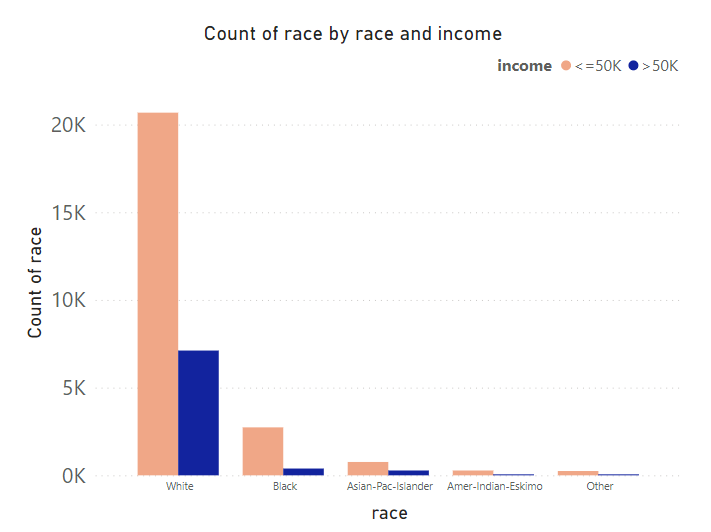 Count of race by race and income
income <=50K >50K
20K
15K
10K
5K
0K
Count of race
White Black Asian-Pac-Islander Amer-Indian-Eskimo Other
race